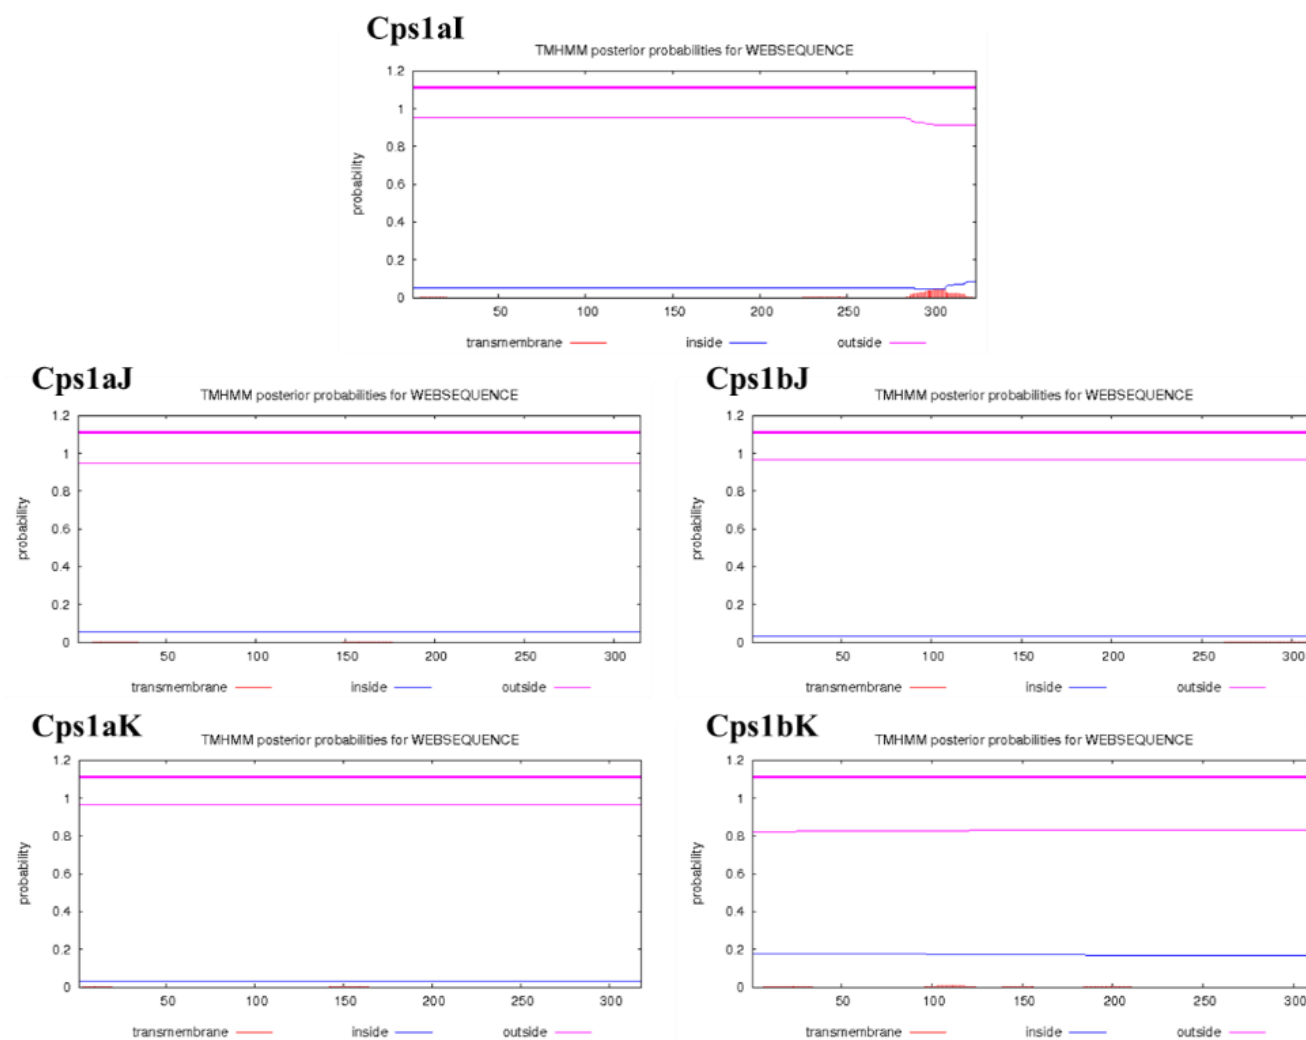 Cps1aI
TMHMM posterior probabilities for WEBSEQUENCE
1.2
1
0.8
0.6
0.4
0.2
0
probability
50 100 150 200 250 300
transmembrane inside outside
Cps1aJ
TMHMM posterior probabilities for WEBSEQUENCE
1.2
1
0.8
0.6
0.4
0.2
0
probability
50 100 150 200 250 300
transmembrane inside outside
Cps1bJ
TMHMM posterior probabilities for WEBSEQUENCE
1.2
1
0.8
0.6
0.4
0.2
0
probability
50 100 150 200 250 300
transmembrane inside outside
Cps1aK
TMHMM posterior probabilities for WEBSEQUENCE
1.2
1
0.8
0.6
0.4
0.2
0
probability
50 100 150 200 250 300
transmembrane inside outside
Cps1bK
TMHMM posterior probabilities for WEBSEQUENCE
1.2
1
0.8
0.6
0.4
0.2
0
probability
50 100 150 200 250 300
transmembrane inside outside